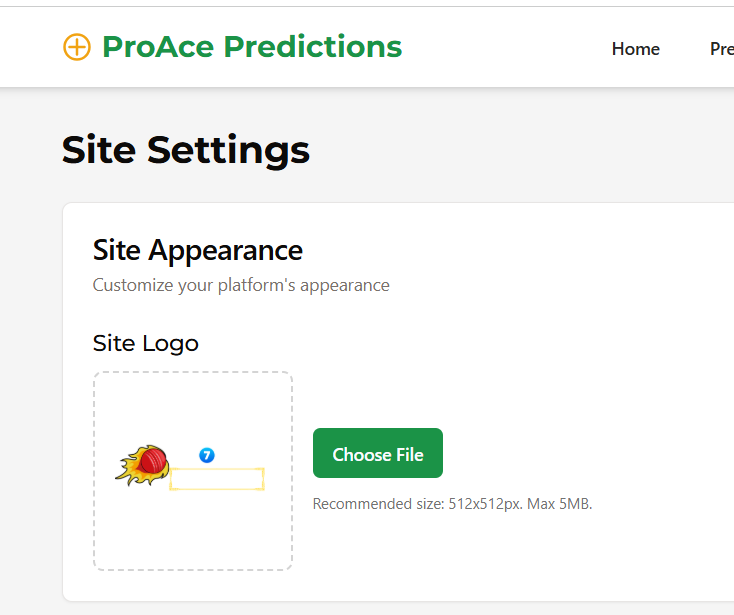 ProAce Predictions
Home
Pre
Site Settings
Site Appearance
Customize your platform's appearance
Site Logo
7
Choose File
Recommended size: 512x512px. Max 5MB.